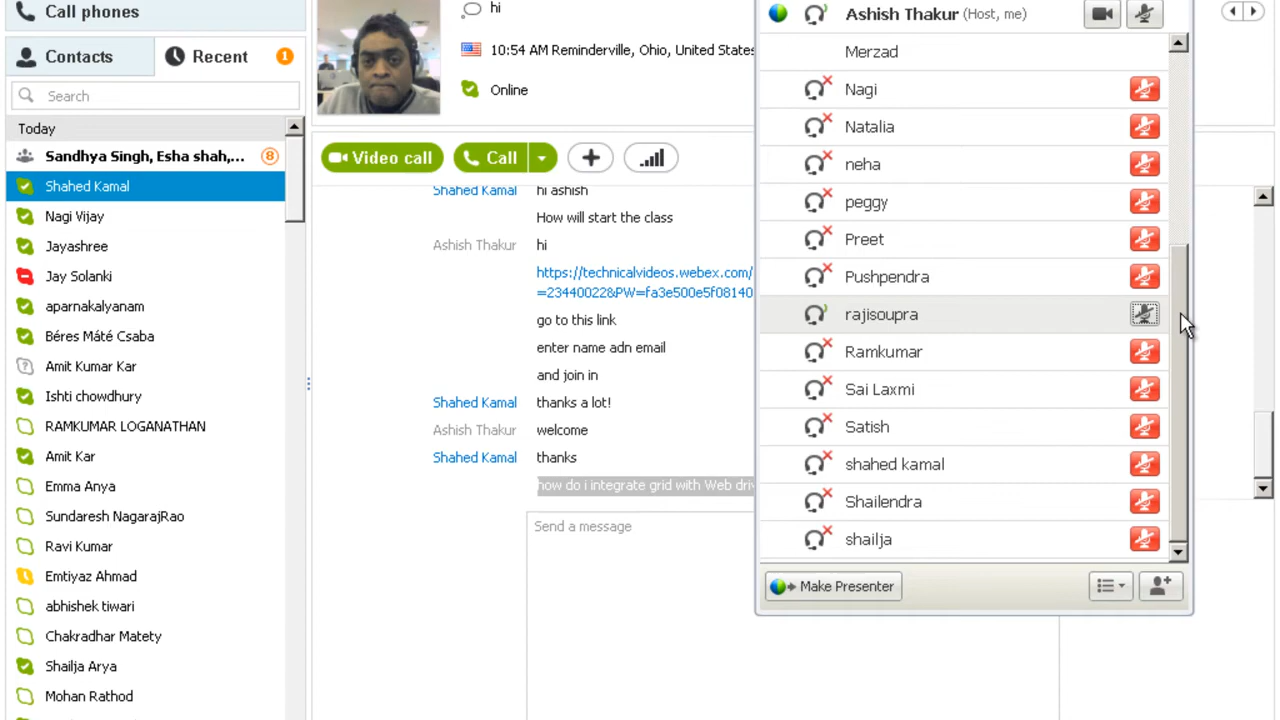 Call phones
Contacts
Recent
1
Search
Today
Sandhya Singh, Esha shah,...
8
Shahed Kamal
Nagi Vijay
Jayashree
Jay Solanki
aparnakalyanam
Béres Máté Csaba
Amit Kumar Kar
Ishti chowdhury
RAMKUMAR LOGANATHAN
Amit Kar
Emma Anya
Sundaresh NagarajRao
Ravi Kumar
Emtiyaz Ahmad
abhishek tiwari
Chakradhar Matety
Shailja Arya
Mohan Rathod
hi
10:54 AM Reminderville, Ohio, United States
Online
Video call
Call
Shahed Kamal hi ashish
How will start the class
Ashish Thakur hi
https://technicalvideos.webex.com/
=23440022&PW=fa3e500e5f08140
go to this link
enter name adn email
and join in
Shahed Kamal thanks a lot!
Ashish Thakur welcome
Shahed Kamal thanks
how do i integrate grid with Web driv
Send a message
Ashish Thakur (Host, me)
Merzad
Nagi
Natalia
neha
peggy
Preet
Pushpendra
rajisoupra
Ramkumar
Sai Laxmi
Satish
shahed kamal
Shailendra
shailja
Make Presenter